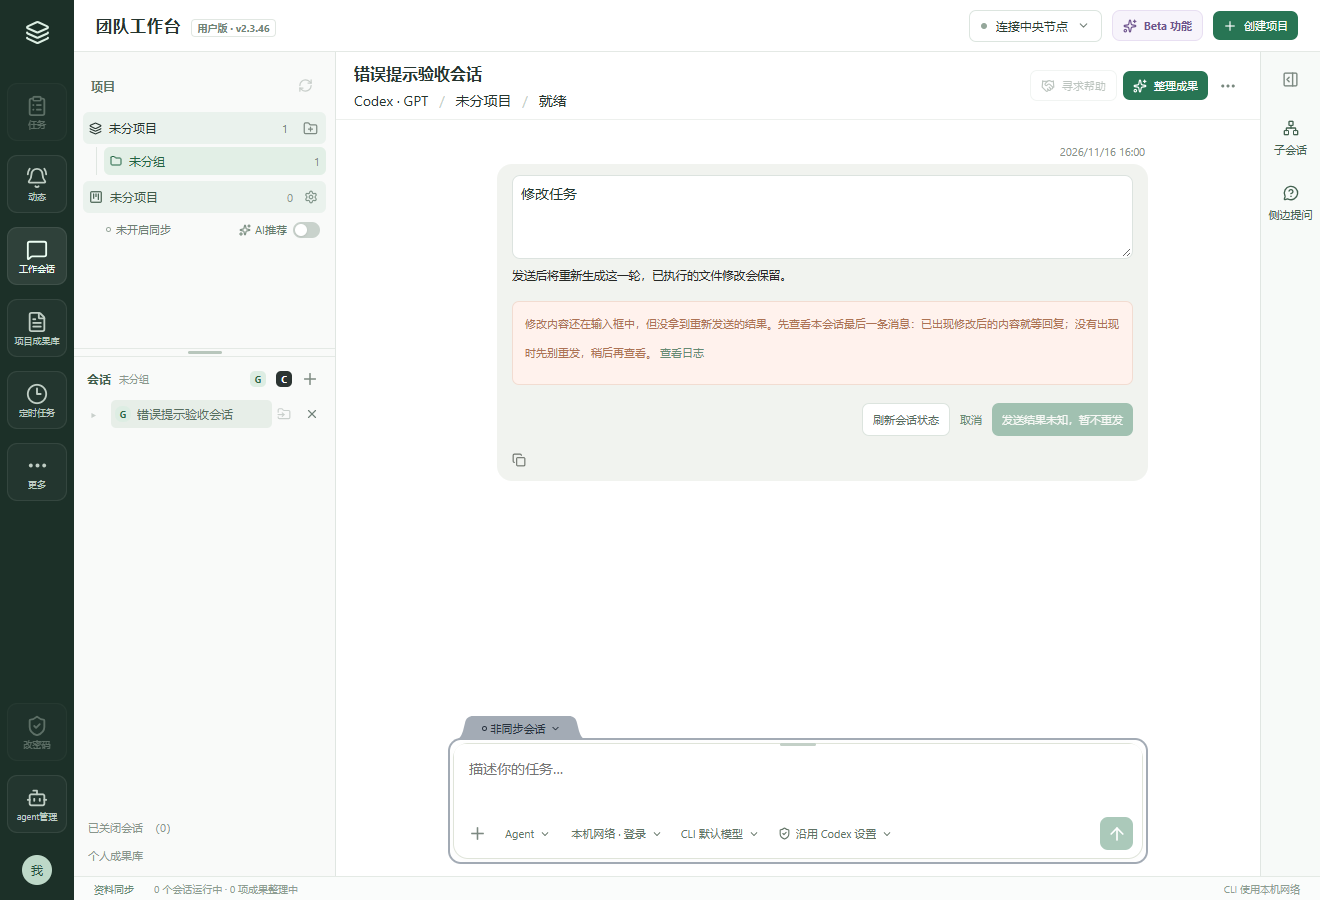 团队工作台
用户版 · v2.3.46
连接中央节点
Beta 功能
创建项目
任务
动态
工作会话
项目成果库
定时任务
更多
改密码
agent管理
我
项目
未分项目 1
未分组 1
未分项目 0
未开启同步
AI推荐
会话 未分组
G
C
G 错误提示验收会话
已关闭会话 (0)
个人成果库
错误提示验收会话
Codex · GPT / 未分项目 / 就绪
寻求帮助
整理成果
2026/11/16 16:00
修改任务
发送后将重新生成这一轮，已执行的文件修改会保留。
修改内容还在输入框中，但没拿到重新发送的结果。先查看本会话最后一条消息：已出现修改后的内容就等回复；没有出现
时先别重发，稍后再查看。 查看日志
刷新会话状态
取消
发送结果未知，暂不重发
非同步会话
描述你的任务...
Agent
本机网络 · 登录
CLI 默认模型
沿用 Codex 设置
子会话
侧边提问
资料同步
0 个会话运行中 · 0 项成果整理中
CLI 使用本机网络